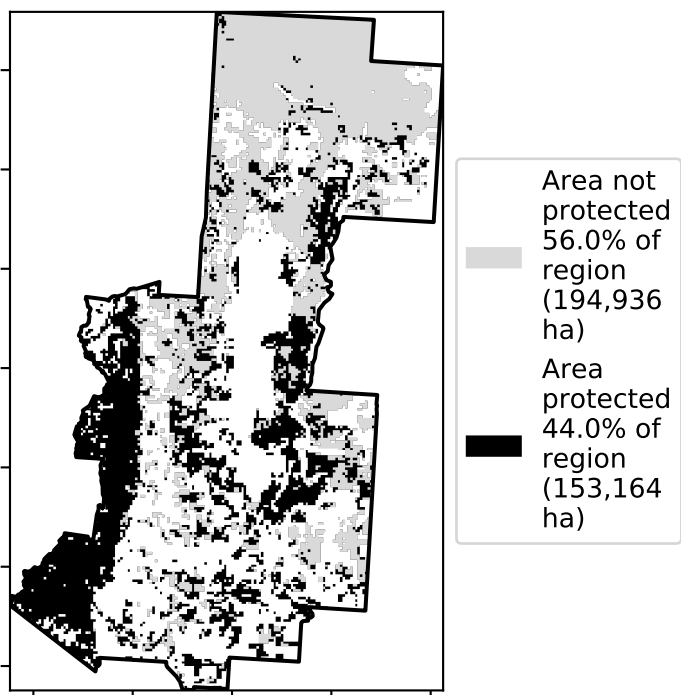 Area not
protected
56.0% of
region
(194,936
ha)
Area
protected
44.0% of
region
(153,164
ha)